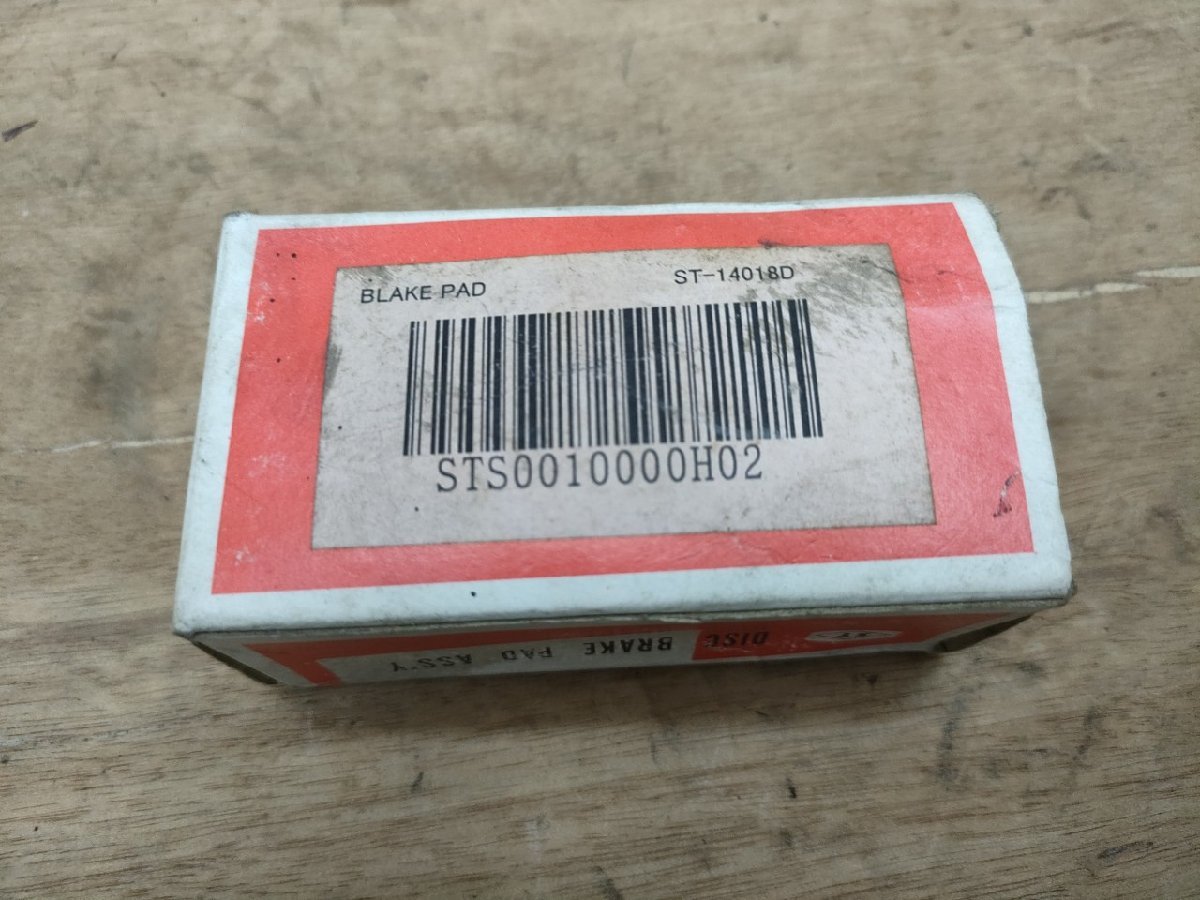 BLAKE PAD ST-14018D
STS0010000H02
DISC BRAKE PAD ASS'Y